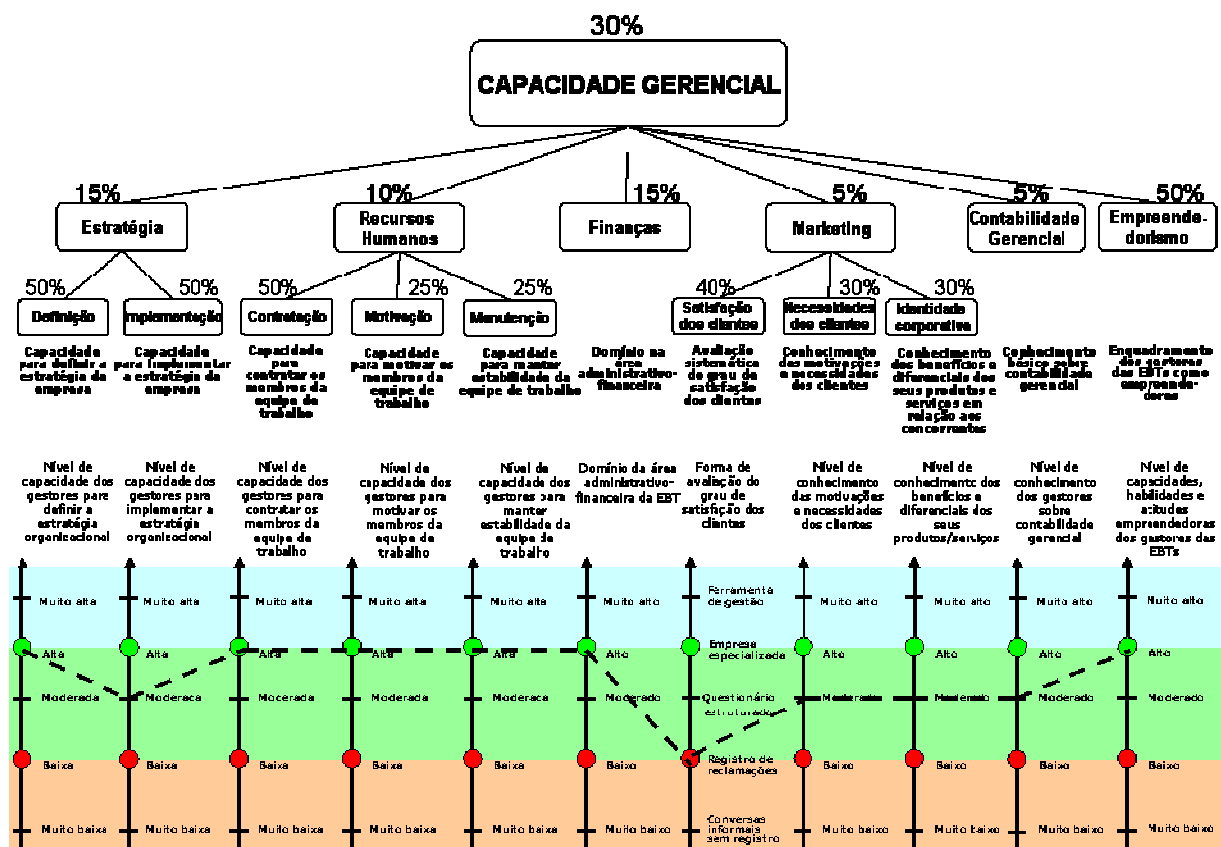 30%
CAPACIDADE GERENCIAL
15%
10%
15%
5%
5%
50%
Estratégia
Recursos
Humanos
Finanças
Marketing
Contabilidade
Gerencial
Empreende-
dorismo
50%
50%
50%
25%
25%
40%
30%
30%
Definição
Implementação
Contratação
Motivação
Manutenção
Satisfação
dos clientes
Necessidades
dos clientes
Identidade
corporativa
Capacidade
para definir a
estratégia da
empresa
Capacidade
para implementar
a estratégia da
empresa
Capacidade
para
contratar os
membros da
equipe de
trabalho
Capacidade
para motivar os
membros da
equipe de
trabalho
Capacidade
para manter
estabilidade da
equipe de trabalho
Domínio na
área
administrativo-
financeira
Avaliação
sistemática
do grau de
satisfação
dos clientes
Conhecimento
das motivações
e necessidades
dos clientes
Conhecimento
dos benefícios e
diferenciais dos
seus produtos e
serviços em
relação aos
concorrentes
Conhecimento
básico sobre
contabilidade
gerencial
Enquadramento
dos gestores
das EBTs como
empreende-
dores
Nível de
capacidade dos
gestores para
definir a
estratégia
organizacional
Nível de
capacidade dos
gestores para
implementar a
estratégia
organizacional
Nível de
capacidade dos
gestores para
contratar os
membros da
equipe de
trabalho
Nível de
capacidade dos
gestores para
motivar os
membros da
equipe de
trabalho
Nível de
capacidade dos
gestores para
manter
estabilidade da
equipe de
trabalho
Domínio da área
administrativo-
financeira da EBT
Forma de
avaliação do
grau de
satisfação dos
clientes
Nível de
conhecimento
das motivações
e necessidades
dos clientes
Nível de
conhecimento dos
benefícios e
diferenciais dos
seus
produtos/serviços
Nível de
conhecimento
dos gestores
sobre
contabilidade
gerencial
Nível de
capacidades,
habilidades e
atitudes
empreendedoras
dos gestores das
EBTs
Muito alta
Muito alta
Muito alta
Muito alta
Muito alta
Muito alto
Ferramenta
de gestão
Muito alto
Muito alto
Muito alto
Muito alto
Alta
Alta
Alta
Alta
Alta
Alto
Empresa
especializada
Alto
Alto
Alto
Alto
Moderada
Moderada
Moderada
Moderada
Moderada
Moderado
Questionário
estruturado
Moderado
Moderado
Moderado
Moderado
Baixa
Baixa
Baixa
Baixa
Baixa
Baixo
Registro de
reclamações
Baixo
Baixo
Baixo
Baixo
Muito baixa
Muito baixa
Muito baixa
Muito baixa
Muito baixa
Muito baixo
Conversas
informais
sem registro
Muito baixo
Muito baixo
Muito baixo
Muito baixo